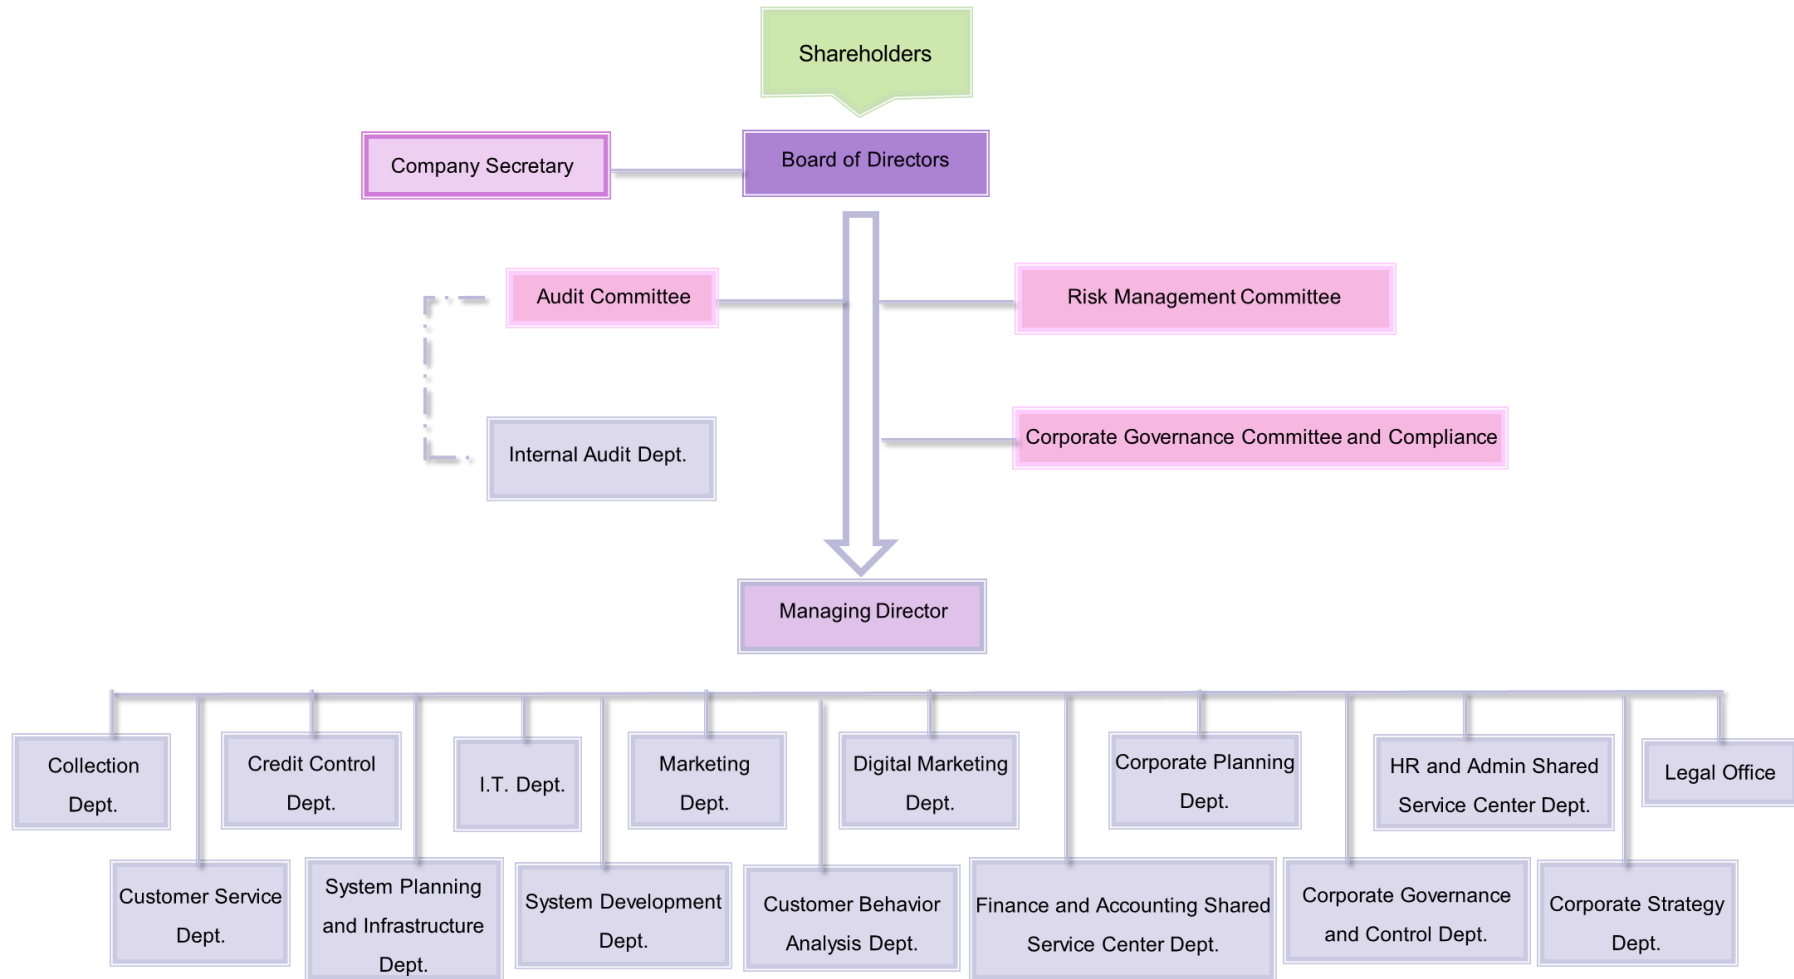 Shareholders
Company Secretary
Board of Directors
Audit Committee
Risk Management Committee
Internal Audit Dept.
Corporate Governance Committee and Compliance
Managing Director
Collection
Dept.
Credit Control
Dept.
I.T. Dept.
Marketing
Dept.
Digital Marketing
Dept.
Corporate Planning
Dept.
HR and Admin Shared
Service Center Dept.
Legal Office
Customer Service
Dept.
System Planning
and Infrastructure
Dept.
System Development
Dept.
Customer Behavior
Analysis Dept.
Finance and Accounting Shared
Service Center Dept.
Corporate Governance
and Control Dept.
Corporate Strategy
Dept.